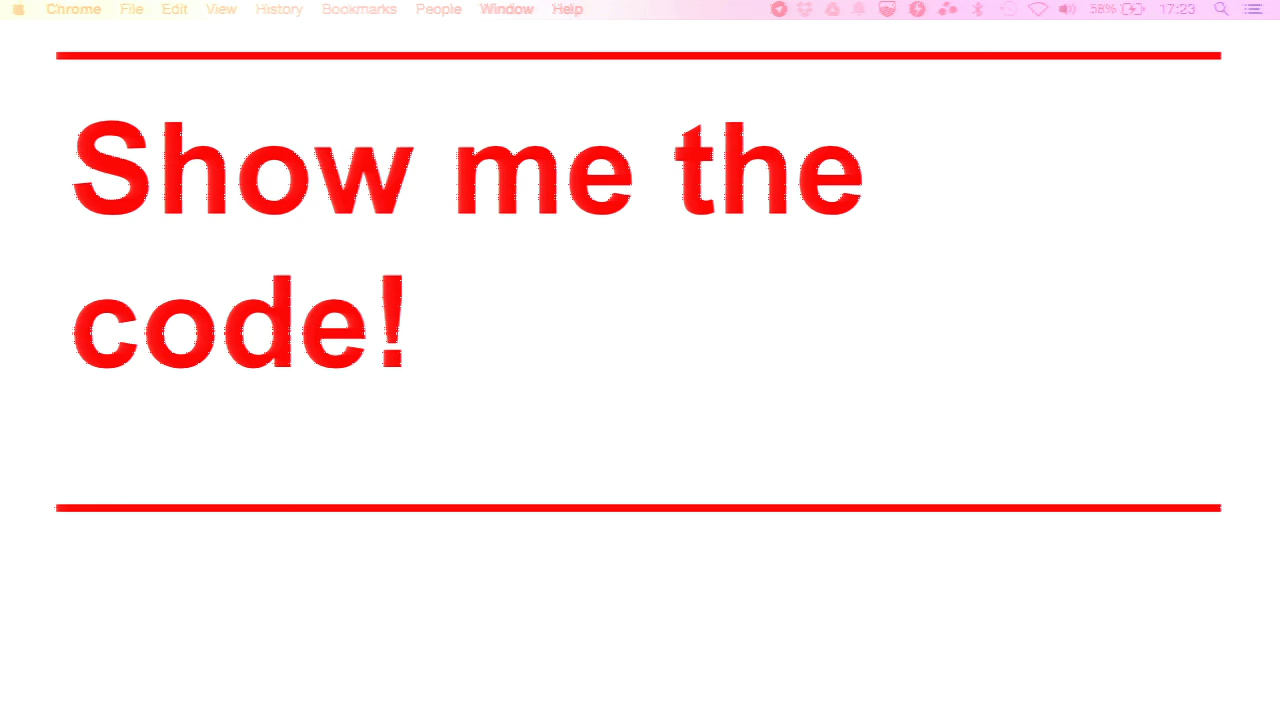 Chrome File Edit View History Bookmarks People Window Help 58% 17:23
Show me the
code!